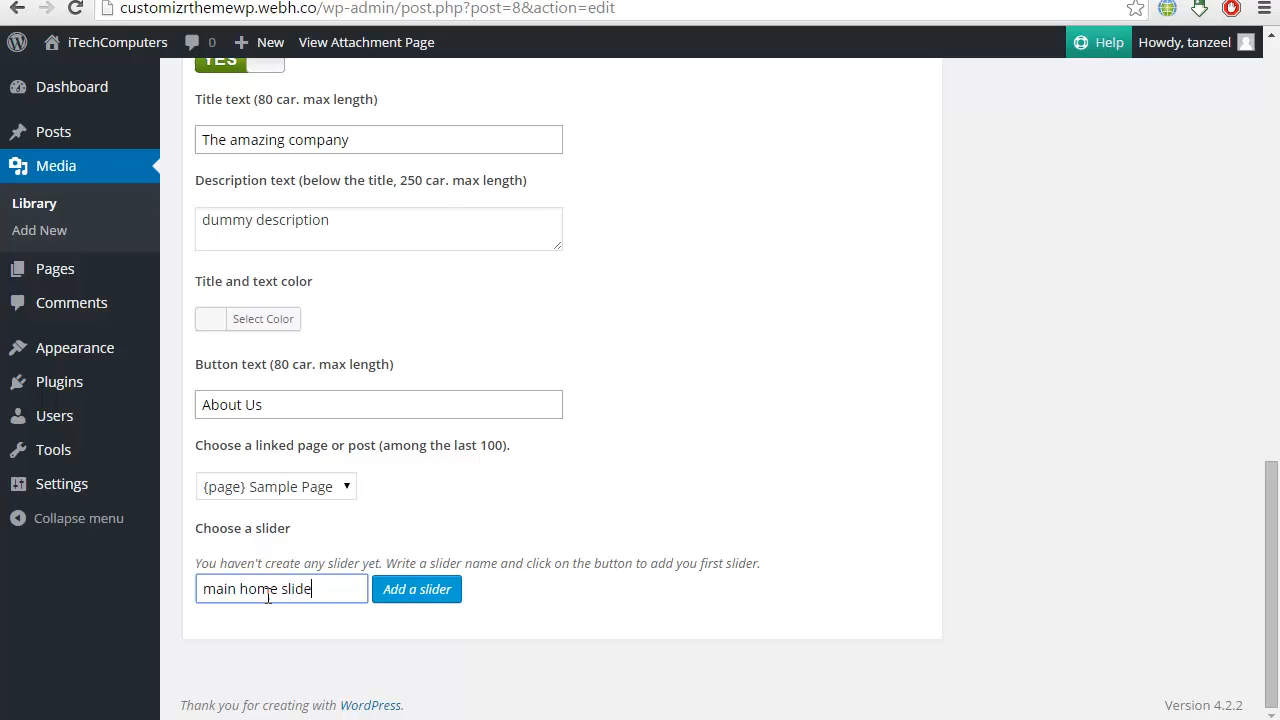 customizrthemewp.webh.co/wp-admin/post.php?post=8&action=edit
iTechComputers 0 New View Attachment Page Help Howdy, tanzeel
YES
Dashboard
Posts
Media
Library
Add New
Pages
Comments
Appearance
Plugins
Users
Tools
Settings
Collapse menu
Title text (80 car. max length)
The amazing company
Description text (below the title, 250 car. max length)
dummy description
Title and text color
Select Color
Button text (80 car. max length)
About Us
Choose a linked page or post (among the last 100).
{page} Sample Page
Choose a slider
You haven't create any slider yet. Write a slider name and click on the button to add you first slider.
main home slide Add a slider
Thank you for creating with WordPress. Version 4.2.2